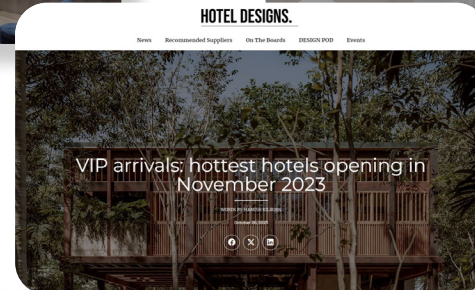 HOTEL DESIGNS.
News Recommended Suppliers On The Boards DESIGN POD Events
VIP arrivals: hottest hotels opening in
November 2023